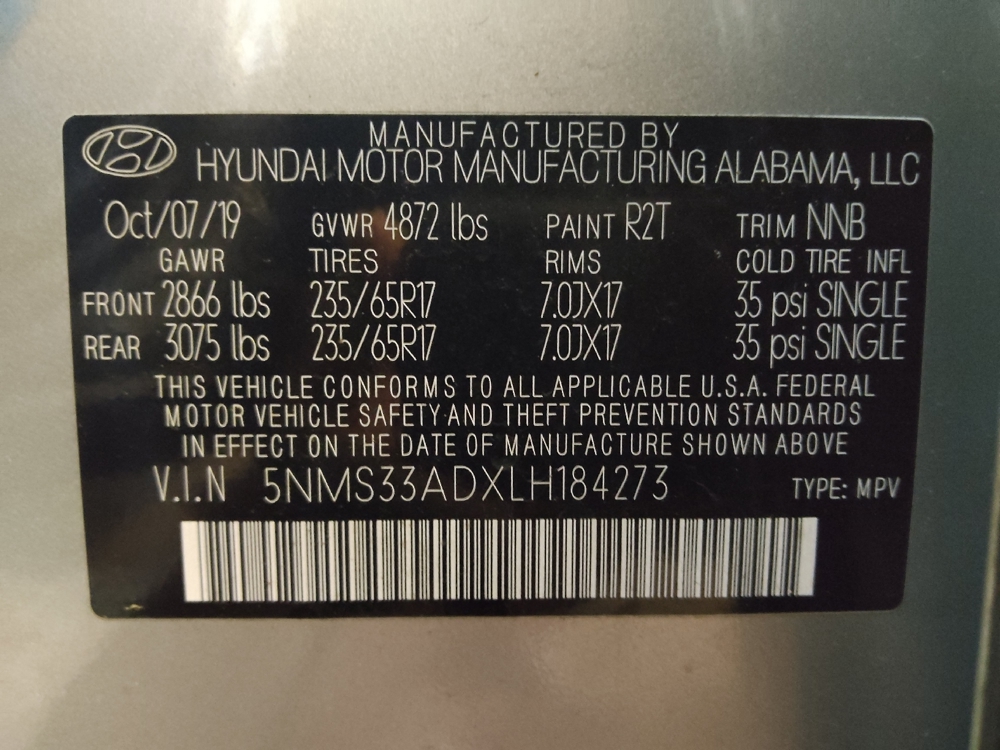 MANUFACTURED BY
HYUNDAI MOTOR MANUFACTURING ALABAMA, LLC
Oct/07/19 GVWR 4872 lbs PAINT R2T TRIM NNB
GAWR TIRES RIMS COLD TIRE INFL
FRONT 2866 lbs 235/65R17 7.0JX17 35 psi SINGLE
REAR 3075 lbs 235/65R17 7.0JX17 35 psi SINGLE
THIS VEHICLE CONFORMS TO ALL APPLICABLE U.S.A. FEDERAL
MOTOR VEHICLE SAFETY AND THEFT PREVENTION STANDARDS
IN EFFECT ON THE DATE OF MANUFACTURE SHOWN ABOVE
V.I.N 5NMS33ADXLH184273 TYPE: MPV